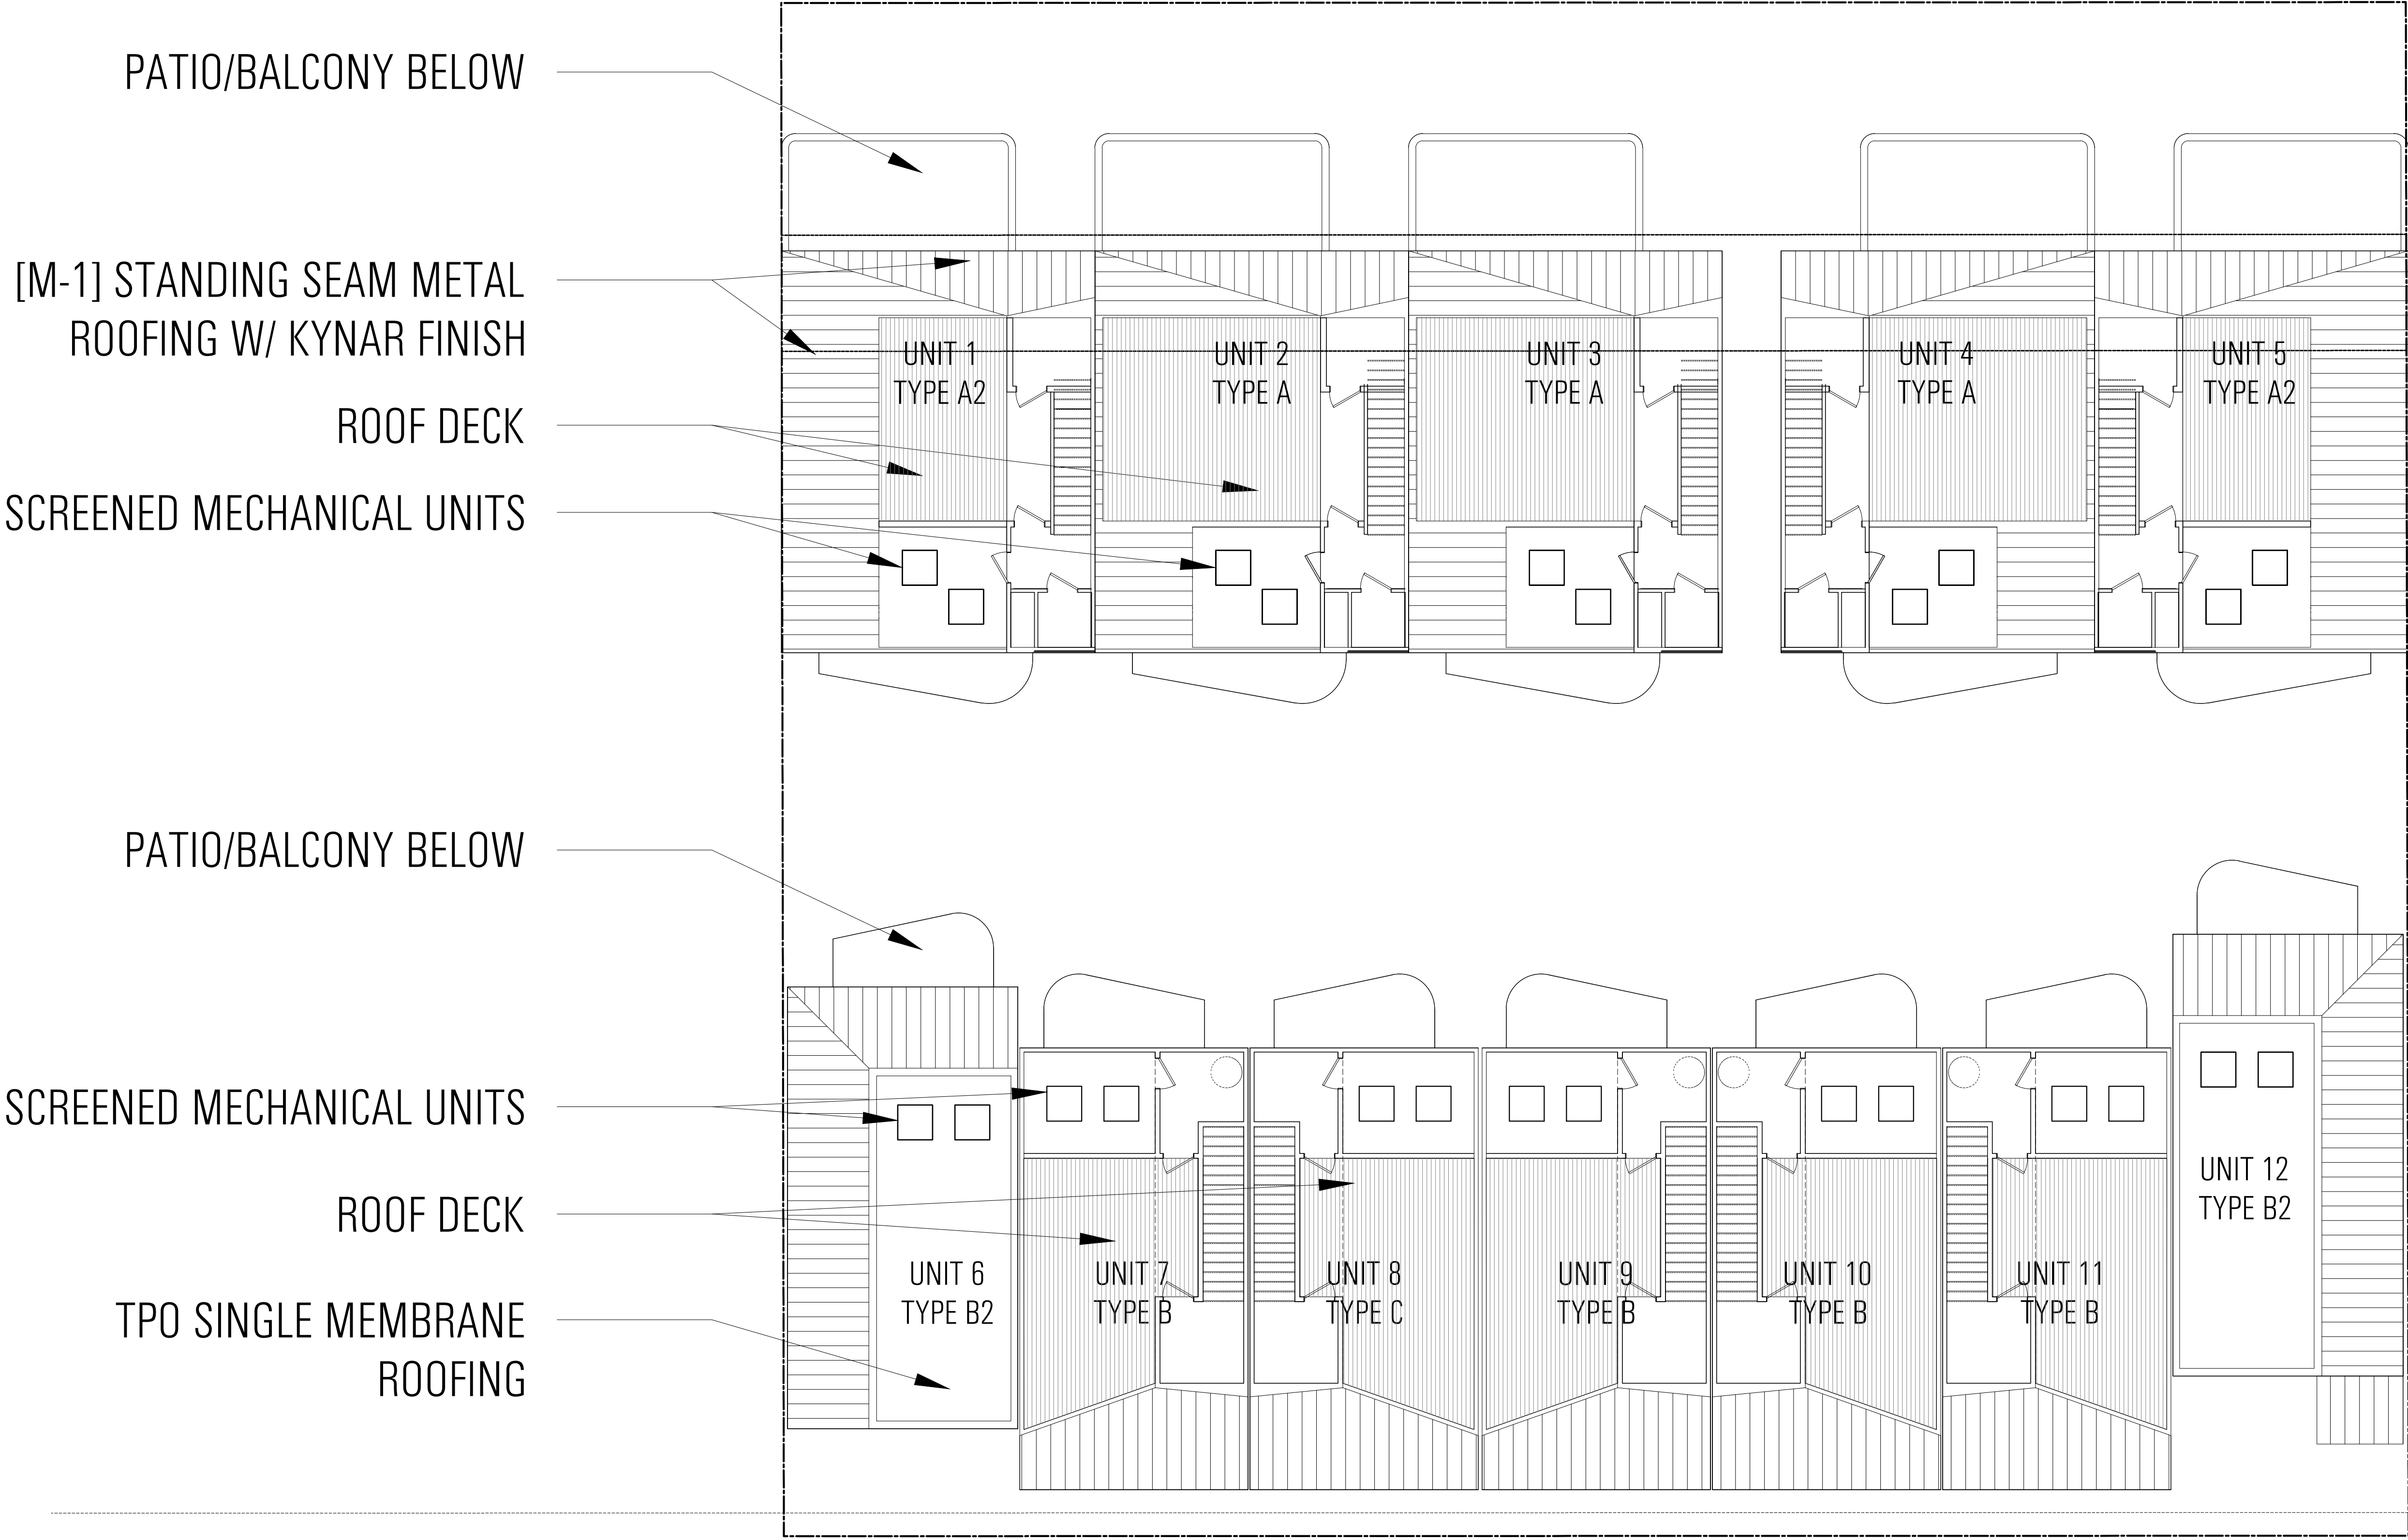 PATIO/BALCONY BELOW
[M-1] STANDING SEAM METAL
ROOFING W/ KYNAR FINISH
ROOF DECK
SCREENED MECHANICAL UNITS
UNIT 1
TYPE A2
UNIT 2
TYPE A
UNIT 3
TYPE A
UNIT 4
TYPE A
UNIT 5
TYPE A2
PATIO/BALCONY BELOW
SCREENED MECHANICAL UNITS
ROOF DECK
TPO SINGLE MEMBRANE
ROOFING
UNIT 6
TYPE B2
UNIT 7
TYPE B
UNIT 8
TYPE C
UNIT 9
TYPE B
UNIT 10
TYPE B
UNIT 11
TYPE B
UNIT 12
TYPE B2